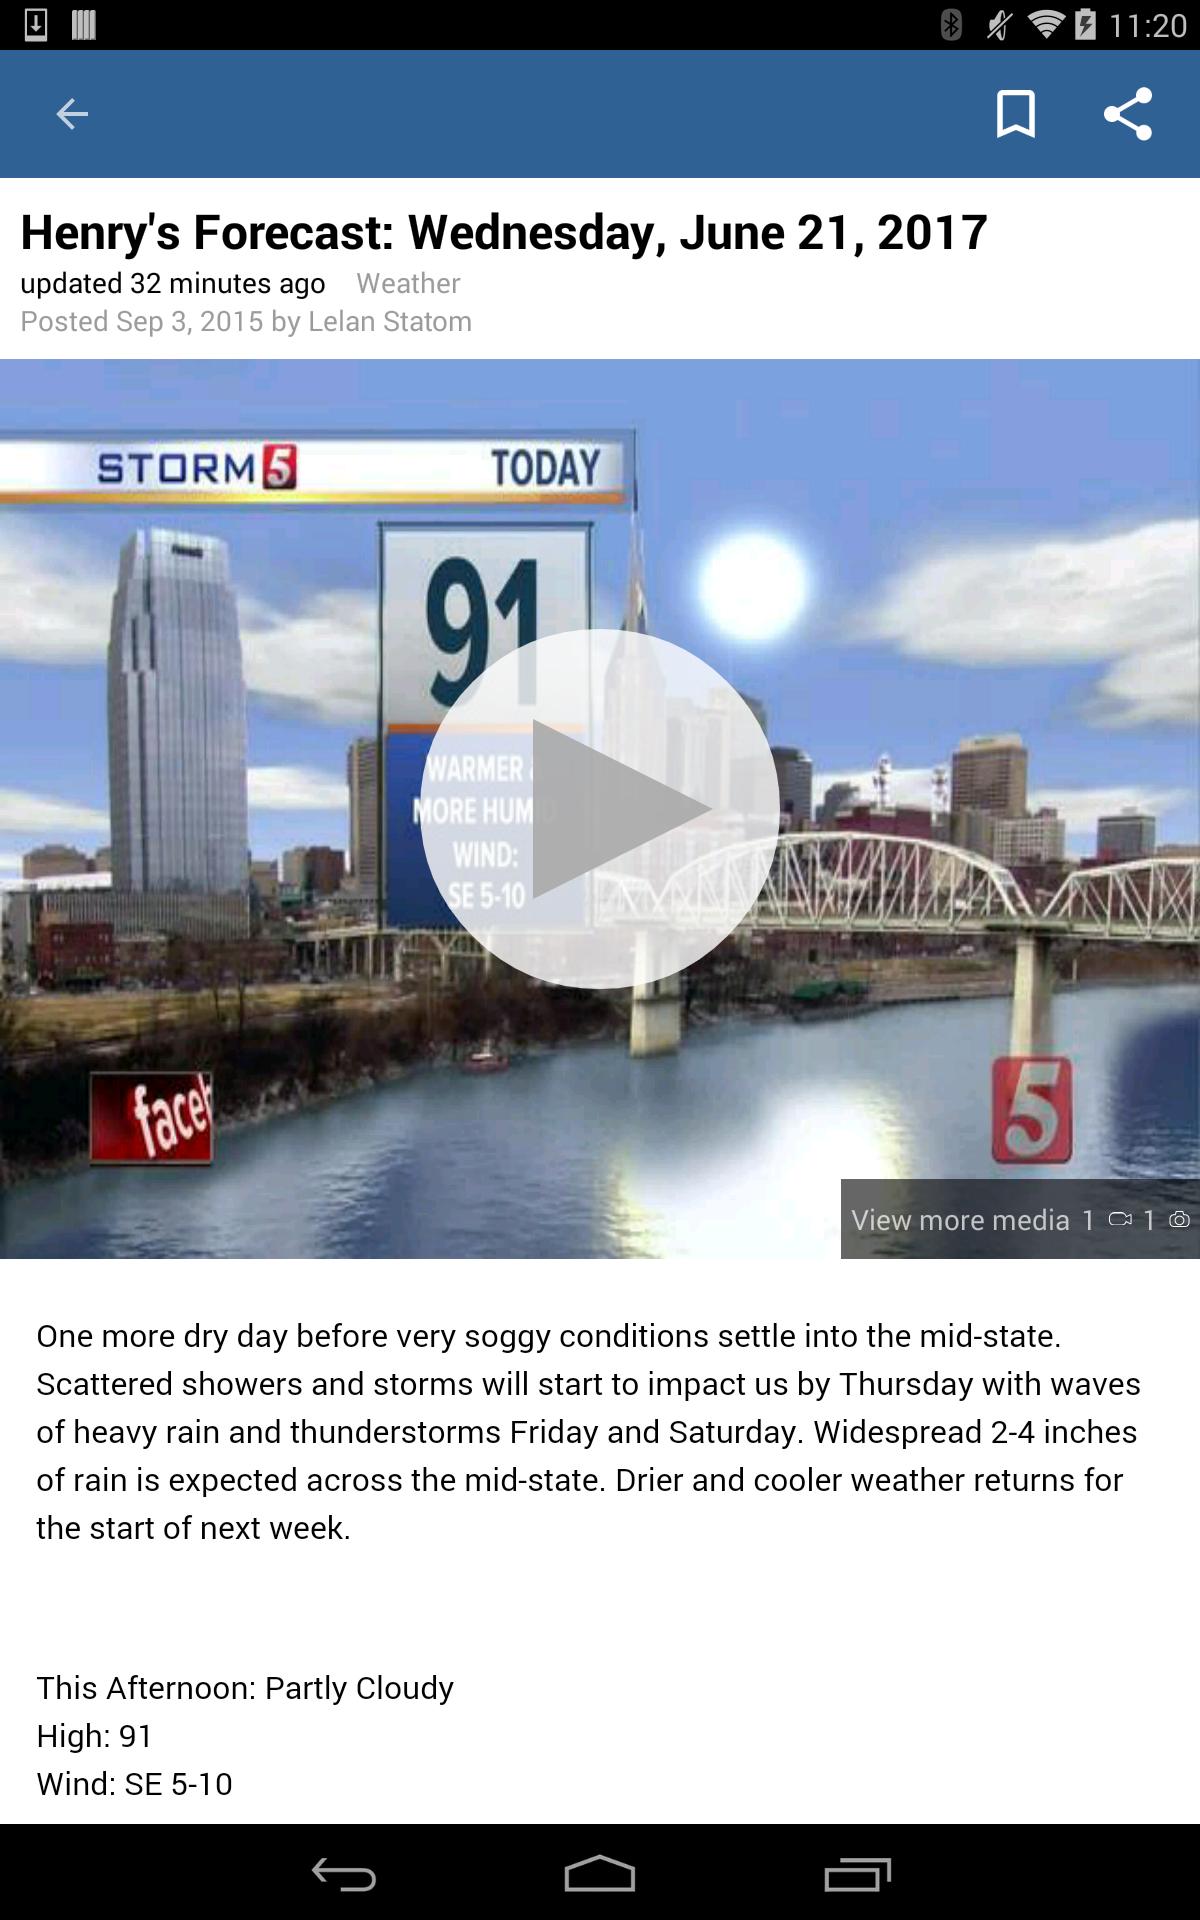 11:20
Henry's Forecast: Wednesday, June 21, 2017
updated 32 minutes ago Weather
Posted Sep 3, 2015 by Lelan Statom
STORM 5 TODAY
91
WARMER
MORE HUMID
WIND:
SE 5-10
faceb
5
View more media 1 1
One more dry day before very soggy conditions settle into the mid-state.
Scattered showers and storms will start to impact us by Thursday with waves
of heavy rain and thunderstorms Friday and Saturday. Widespread 2-4 inches
of rain is expected across the mid-state. Drier and cooler weather returns for
the start of next week.
This Afternoon: Partly Cloudy
High: 91
Wind: SE 5-10